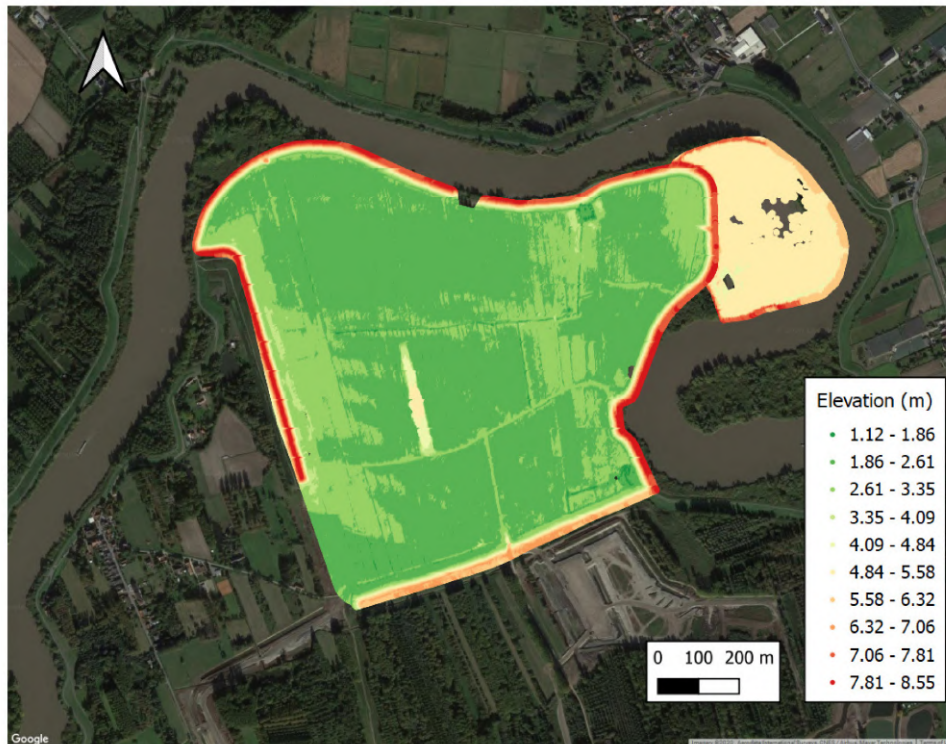 Elevation (m)
1.12 - 1.86
1.86 - 2.61
2.61 - 3.35
3.35 - 4.09
4.09 - 4.84
4.84 - 5.58
5.58 - 6.32
6.32 - 7.06
7.06 - 7.81
7.81 - 8.55
0 100 200 m
Google